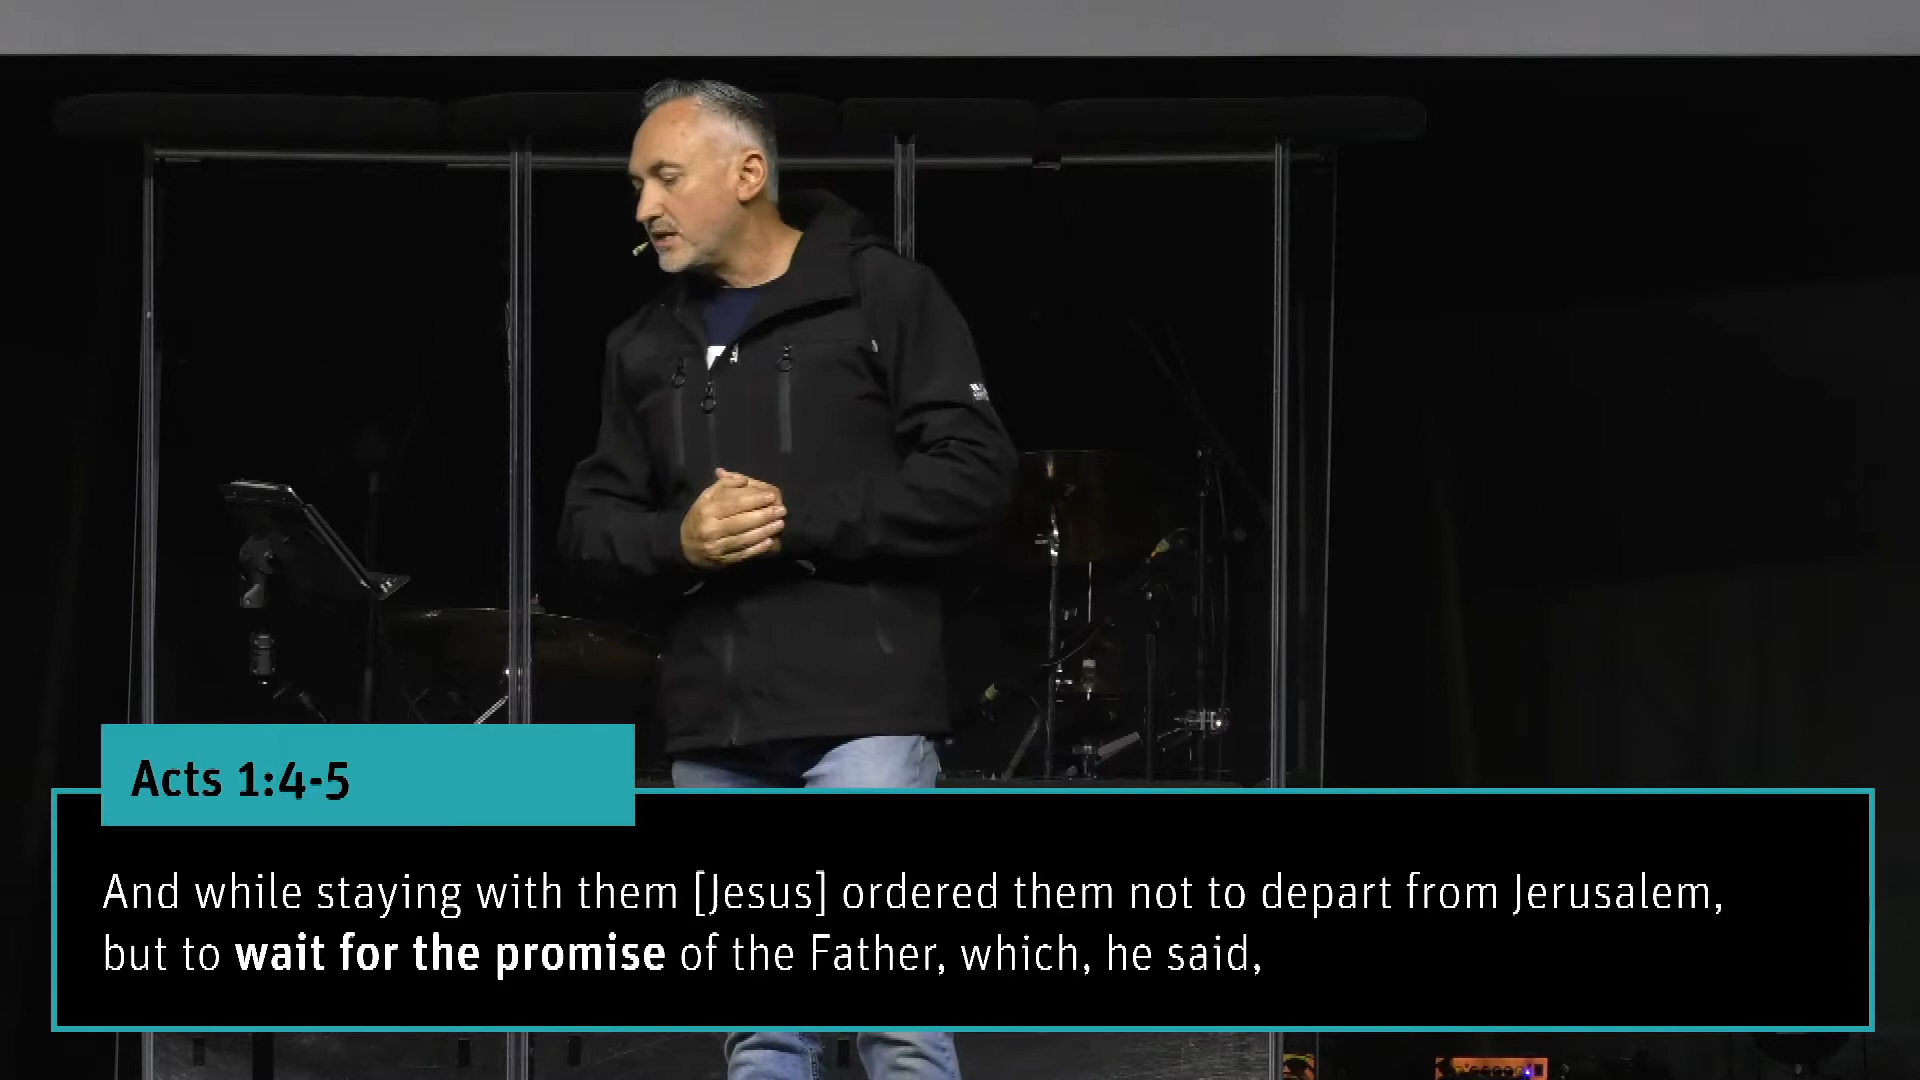 Acts 1:4-5
And while staying with them [Jesus] ordered them not to depart from Jerusalem,
but to wait for the promise of the Father, which, he said,